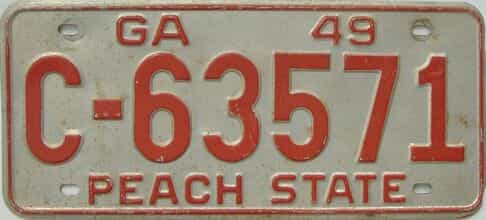 GA 49
C-63571
PEACH STATE